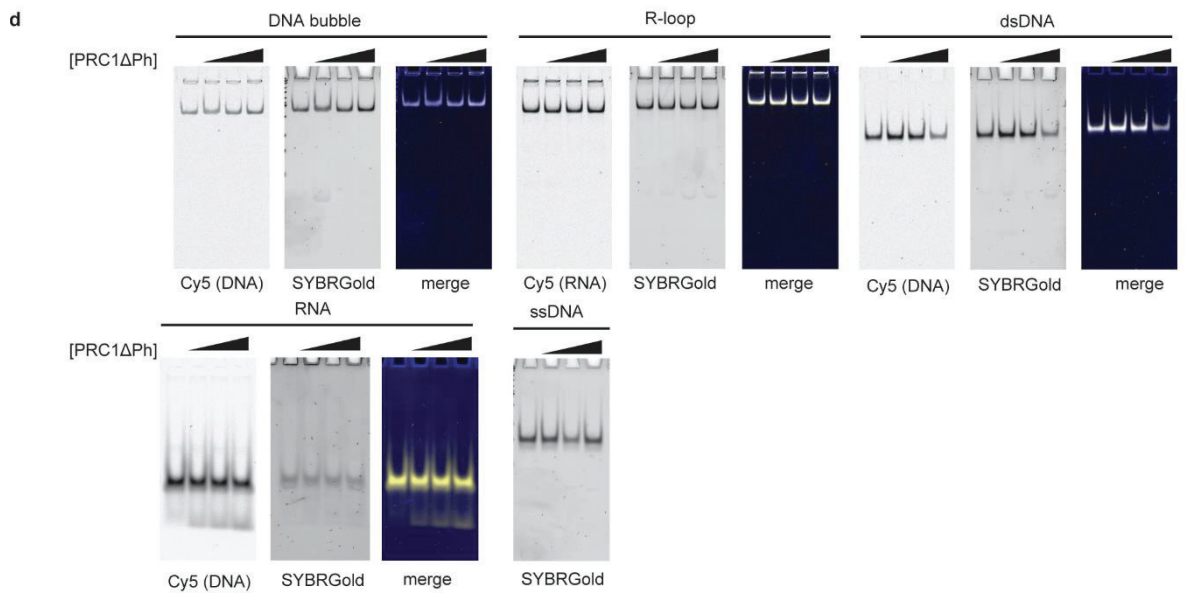 d
DNA bubble R-loop dsDNA
[PRC1ΔPh]
Cy5 (DNA) SYBRGold merge Cy5 (RNA) SYBRGold merge Cy5 (DNA) SYBRGold merge
RNA ssDNA
[PRC1ΔPh]
Cy5 (DNA) SYBRGold merge SYBRGold